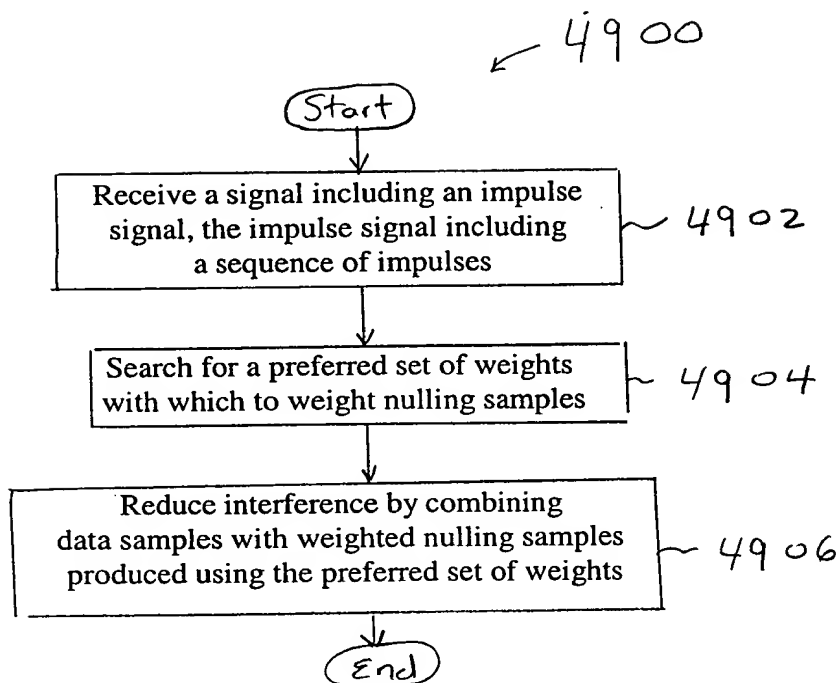 4900
Start
Receive a signal including an impulse
signal, the impulse signal including
a sequence of impulses
4902
Search for a preferred set of weights
with which to weight nulling samples
4904
Reduce interference by combining
data samples with weighted nulling samples
produced using the preferred set of weights
4906
End